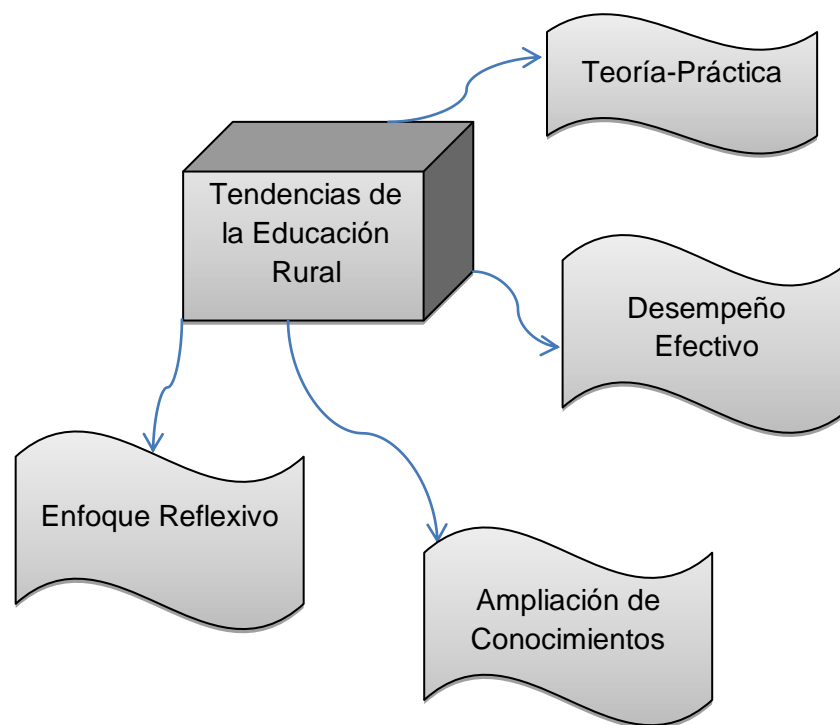 Teoría-Práctica
Tendencias de
la Educación
Rural
Desempeño
Efectivo
Enfoque Reflexivo
Ampliación de
Conocimientos